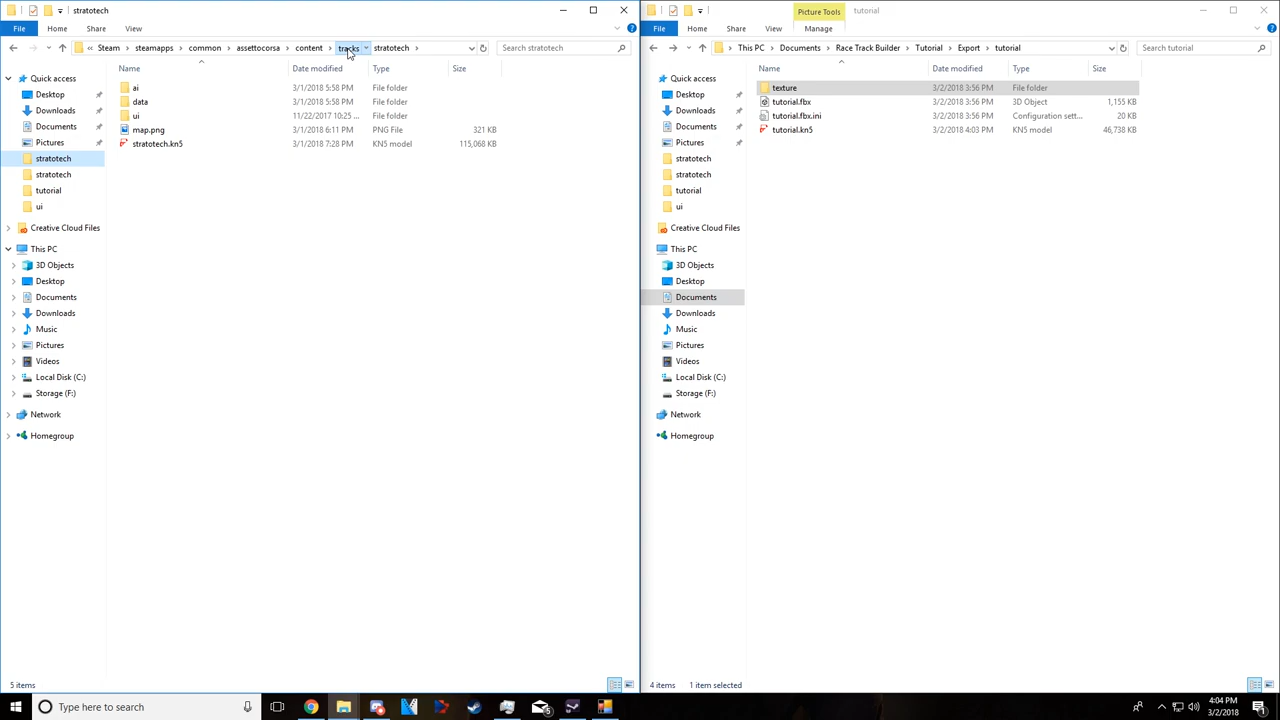 stratotech
File Home Share View
Steam › steamapps › common › assettocorsa › content › tracks › stratotech ›
Search stratotech
Name Date modified Type Size
Quick access
Desktop
Downloads
Documents
Pictures
stratotech
stratotech
tutorial
ui
Creative Cloud Files
This PC
3D Objects
Desktop
Documents
Downloads
Music
Pictures
Videos
Local Disk (C:)
Storage (F:)
Network
Homegroup
ai 3/1/2018 5:58 PM File folder
data 3/1/2018 5:58 PM File folder
ui 11/22/2017 10:25 ... File folder
map.png 3/1/2018 6:11 PM PNG File 321 KB
stratotech.kn5 3/1/2018 7:28 PM KN5 model 115,068 KB
5 items
Picture Tools tutorial
File Home Share View Manage
› This PC › Documents › Race Track Builder › Tutorial › Export › tutorial
Search tutorial
Name Date modified Type Size
Quick access
Desktop
Downloads
Documents
Pictures
stratotech
stratotech
tutorial
ui
Creative Cloud Files
This PC
3D Objects
Desktop
Documents
Downloads
Music
Pictures
Videos
Local Disk (C:)
Storage (F:)
Network
Homegroup
texture 3/2/2018 3:56 PM File folder
tutorial.fbx 3/2/2018 3:56 PM 3D Object 1,155 KB
tutorial.fbx.ini 3/2/2018 3:56 PM Configuration sett... 20 KB
tutorial.kn5 3/2/2018 4:03 PM KN5 model 46,738 KB
4 items 1 item selected
Type here to search
4:04 PM
3/2/2018